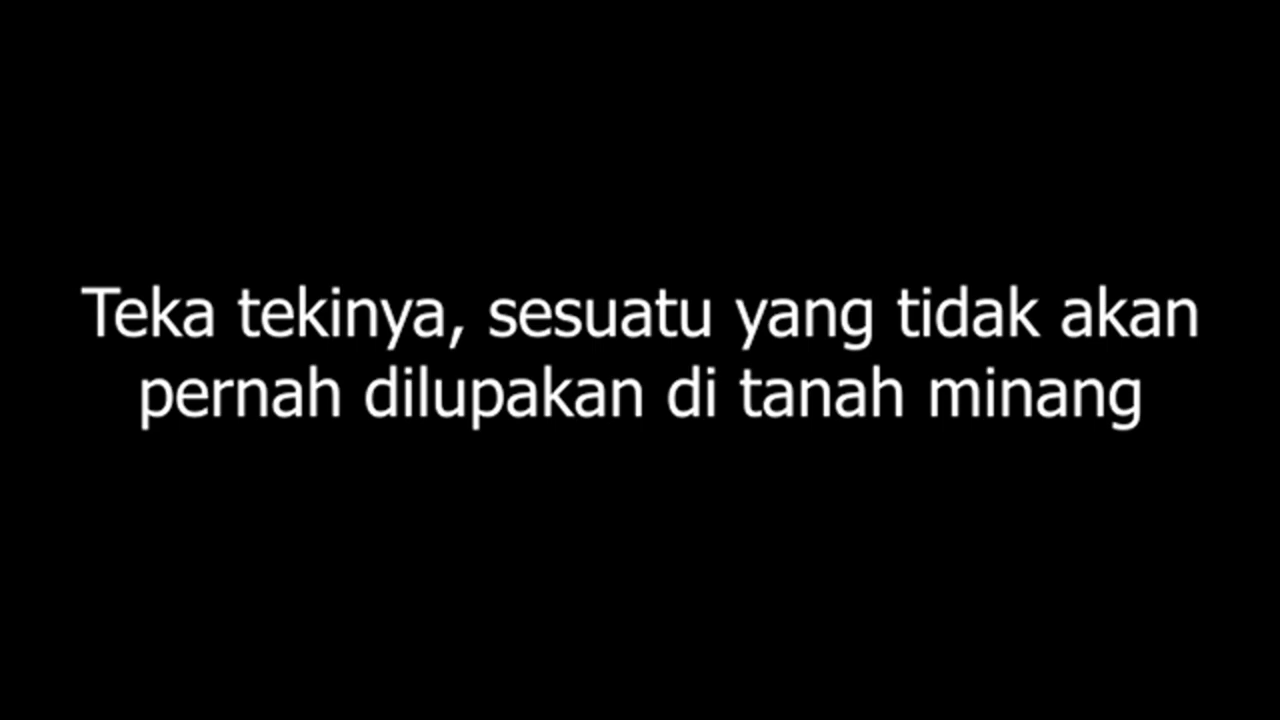 Teka tekinya, sesuatu yang tidak akan
pernah dilupakan di tanah minang